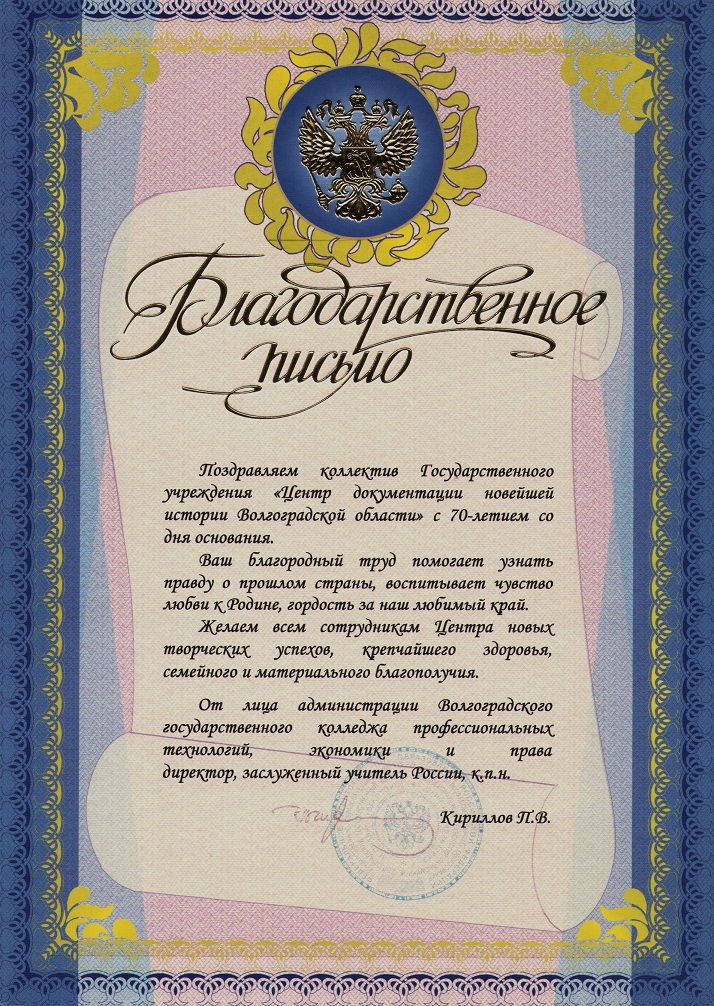 Благодарственное
письмо
Поздравляем коллектив Государственного
учреждения «Центр документации новейшей
истории Волгоградской области» с 70-летием со
дня основания.
Ваш благородный труд помогает узнать
правду о прошлом страны, воспитывает чувство
любви к Родине, гордость за наш любимый край.
Желаем всем сотрудникам Центра новых
творческих успехов, крепчайшего здоровья,
семейного и материального благополучия.
От лица администрации Волгоградского
государственного колледжа профессиональных
технологий, экономики и права
директор, заслуженный учитель России, к.п.н.
Кириллов П.В.